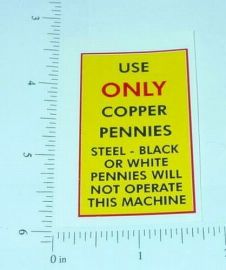 USE
ONLY
COPPER
PENNIES
STEEL - BLACK
OR WHITE
PENNIES WILL
NOT OPERATE
THIS MACHINE
3
4
5
6
0 in
1